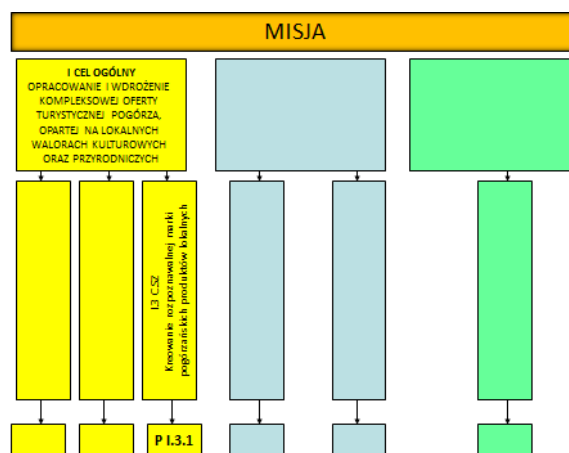 MISJA
I CEL OGÓLNY
OPRACOWANIE I WDROŻENIE
KOMPLEKSOWEJ OFERTY
TURYSTYCZNEJ POGÓRZA,
OPARTEJ NA LOKALNYCH
WALORACH KULTUROWYCH
ORAZ PRZYRODNICZYCH
I.3 C.SZ
Kreowanie rozpoznawalnej marki
pogórzańskich produktów lokalnych
P I.3.1